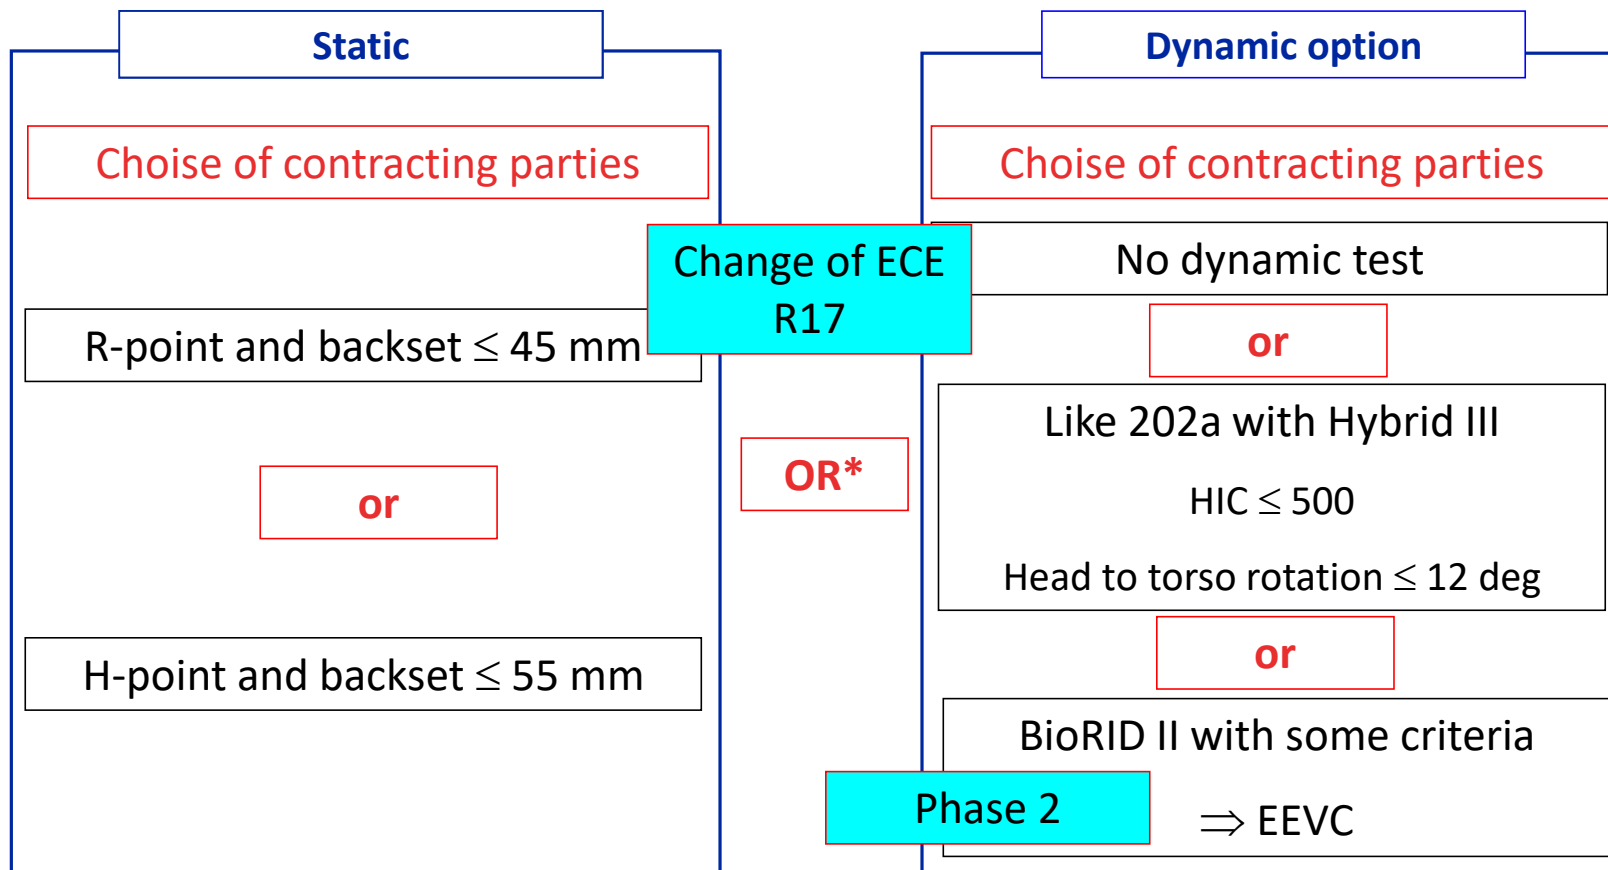 Static
Choise of contracting parties
R-point and backset ≤ 45 mm
or
H-point and backset ≤ 55 mm
Change of ECE
R17
OR*
Dynamic option
Choise of contracting parties
No dynamic test
or
Like 202a with Hybrid III
HIC ≤ 500
Head to torso rotation ≤ 12 deg
or
BioRID II with some criteria
Phase 2
⇒ EEVC